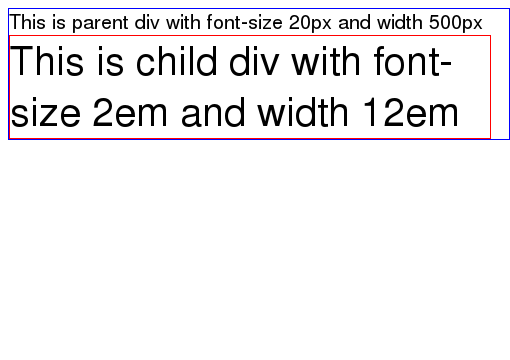 This is parent div with font-size 20px and width 500px
This is child div with font-
size 2em and width 12em